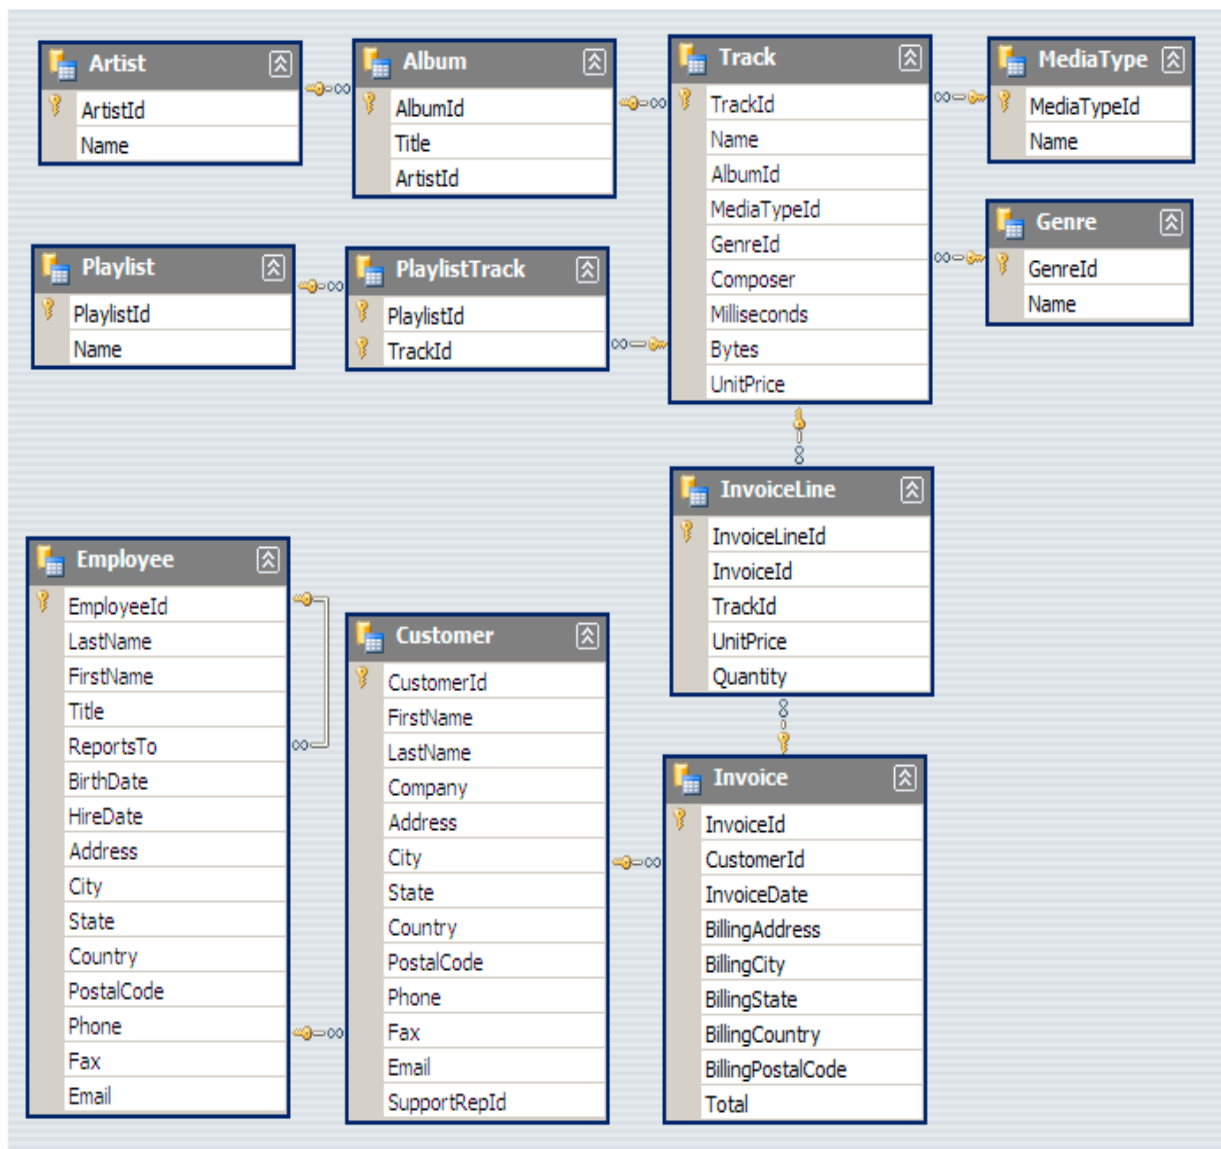 Artist
ArtistId
Name
Album
AlbumId
Title
ArtistId
Track
TrackId
Name
AlbumId
MediaTypeId
GenreId
Composer
Milliseconds
Bytes
UnitPrice
MediaType
MediaTypeId
Name
Genre
GenreId
Name
Playlist
PlaylistId
Name
PlaylistTrack
PlaylistId
TrackId
InvoiceLine
InvoiceLineId
InvoiceId
TrackId
UnitPrice
Quantity
Employee
EmployeeId
LastName
FirstName
Title
ReportsTo
BirthDate
HireDate
Address
City
State
Country
PostalCode
Phone
Fax
Email
Customer
CustomerId
FirstName
LastName
Company
Address
City
State
Country
PostalCode
Phone
Fax
Email
SupportRepId
Invoice
InvoiceId
CustomerId
InvoiceDate
BillingAddress
BillingCity
BillingState
BillingCountry
BillingPostalCode
Total